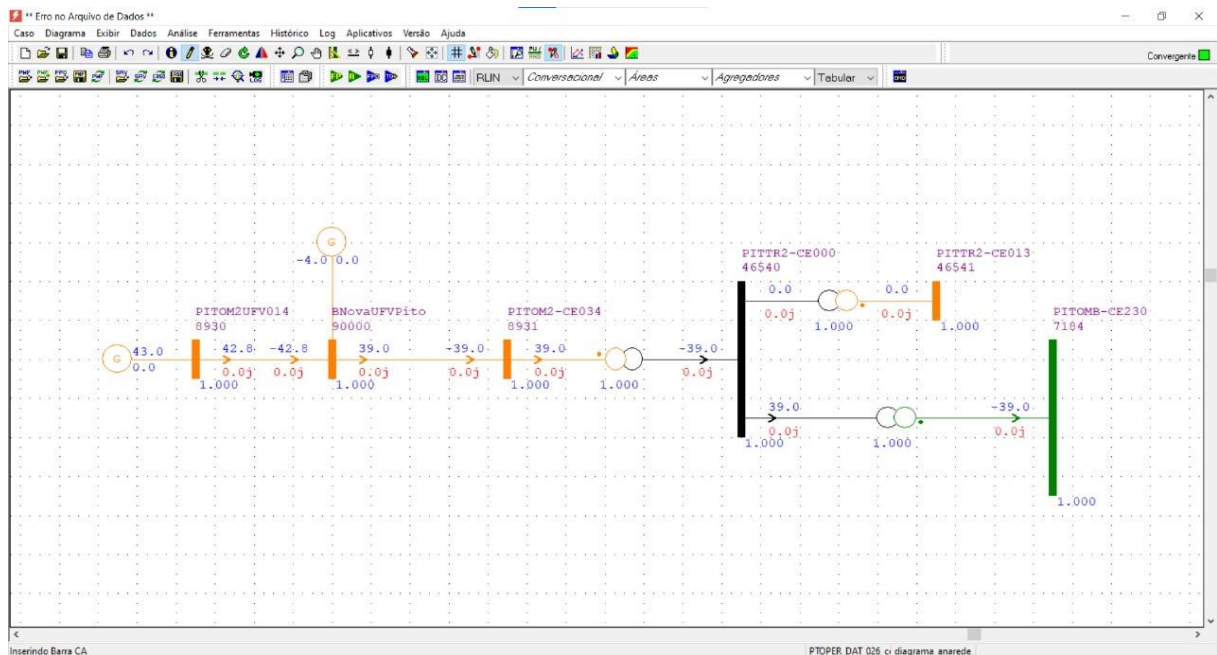 ** Erro no Arquivo de Dados **
Caso Diagrama Exibir Dados Análise Ferramentas Histórico Log Aplicativos Versão Ajuda
Convergente
RLIN Conversacional Áreas Agregadores Tabular
G
-4.0 0.0
PITTR2-CE000
46540
PITTR2-CE013
46541
0.0 0.0
0.0j 0.0j
1.000 1.000
PITOM2UFV014
8930
BNovaUFVPito
90000
PITOM2-CE034
8931
PITOMB-CE230
7184
G 43.0 42.8 -42.8 39.0 -39.0 39.0 -39.0
0.0 0.0j 0.0j 0.0j 0.0j 0.0j 0.0j
1.000 1.000 1.000 1.000
39.0 -39.0
0.0j 0.0j
1.000 1.000
1.000
Inserindo Barra CA PTOPER DAT 026 ci diagrama anarede